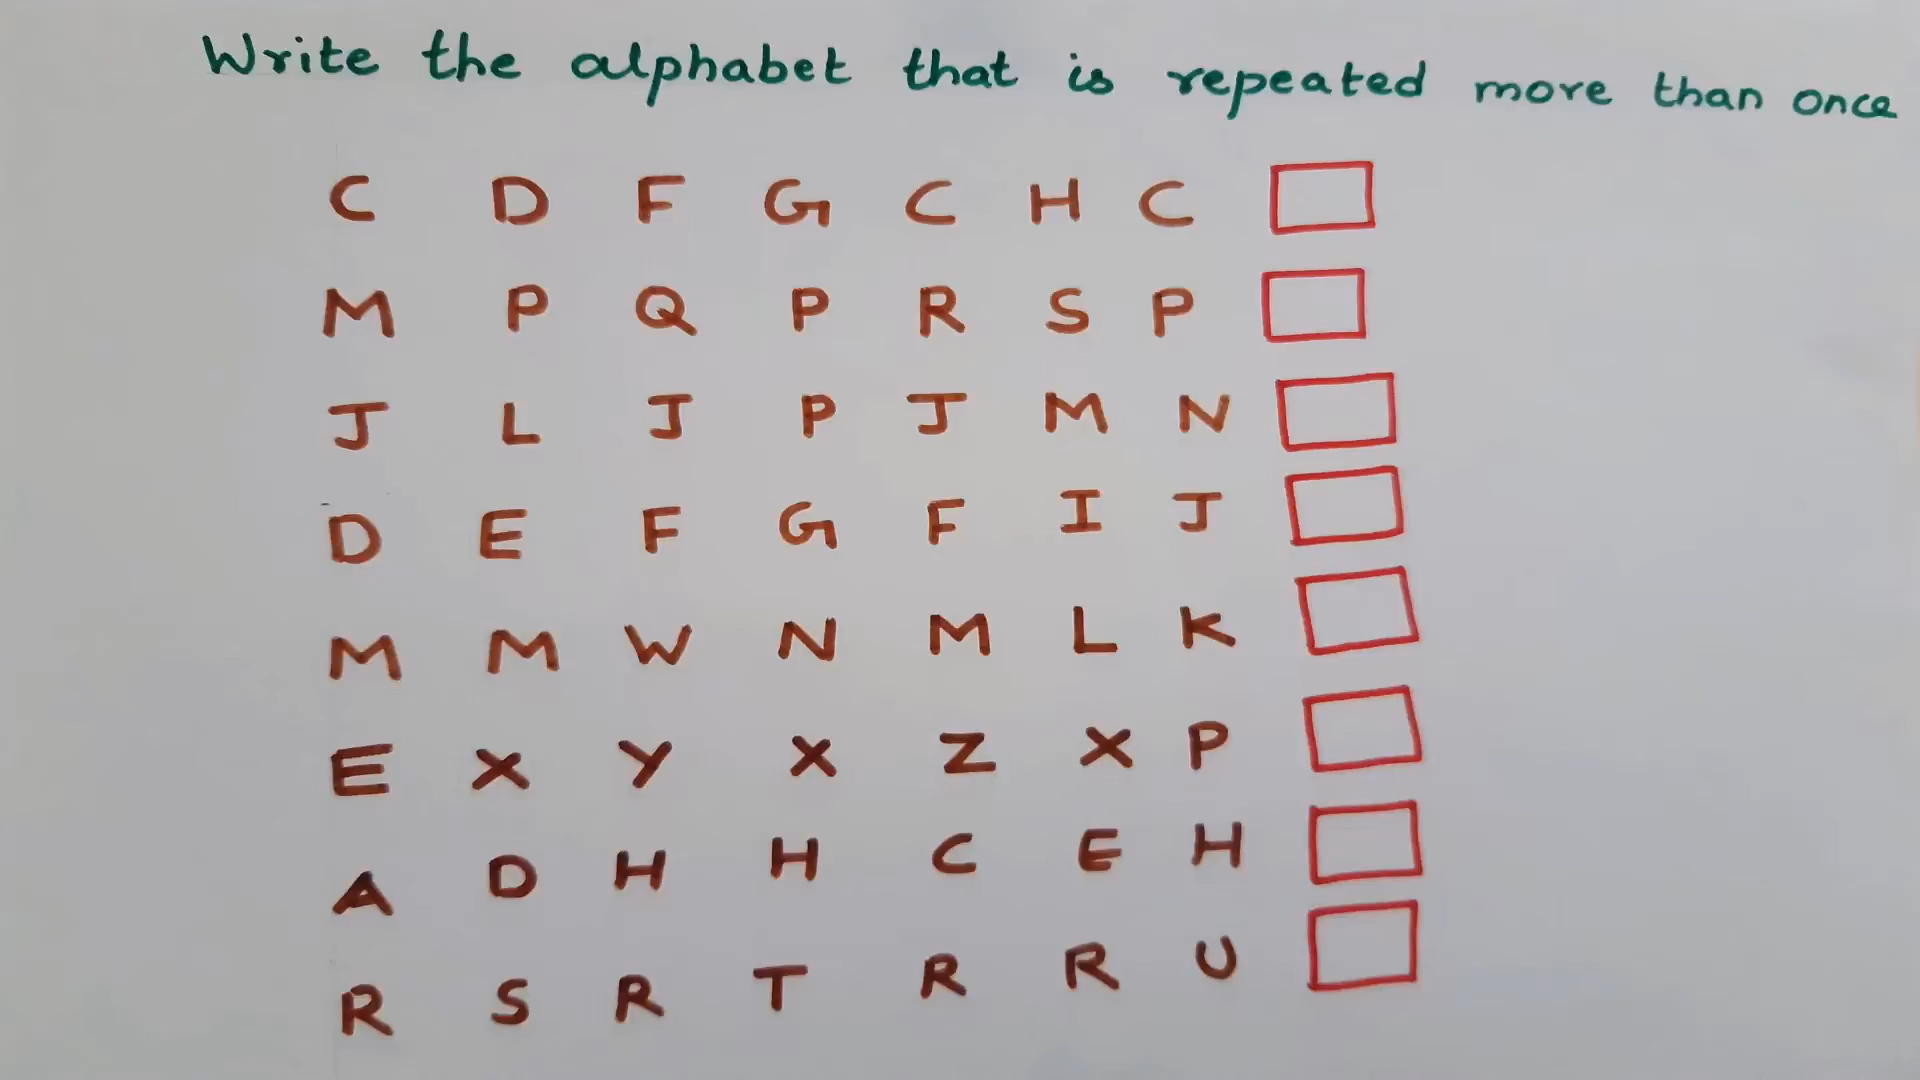 Write the alphabet that is repeated more than once
C D F G C H C
M P Q P R S P
J L J P J M N
D E F G F I J
M M W N M L K
E X Y X Z X P
A D H H C E H
R S R T R R U